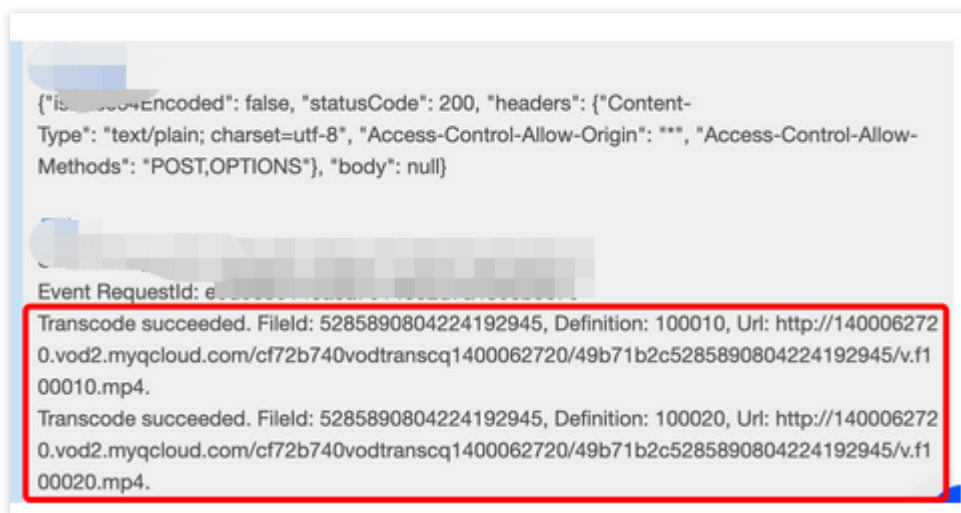 Encoded": false, "statusCode": 200, "headers": {"Content-
Type": "text/plain; charset=utf-8", "Access-Control-Allow-Origin": "*", "Access-Control-Allow-
Methods": "POST,OPTIONS"}, "body": null}
Event RequestId:
Transcode succeeded. FileId: 5285890804224192945, Definition: 100010, Url: http://140006272
0.vod2.myqcloud.com/cf72b740vodtranscq1400062720/49b71b2c5285890804224192945/v.f1
00010.mp4.
Transcode succeeded. FileId: 5285890804224192945, Definition: 100020, Url: http://140006272
0.vod2.myqcloud.com/cf72b740vodtranscq1400062720/49b71b2c5285890804224192945/v.f1
00020.mp4.